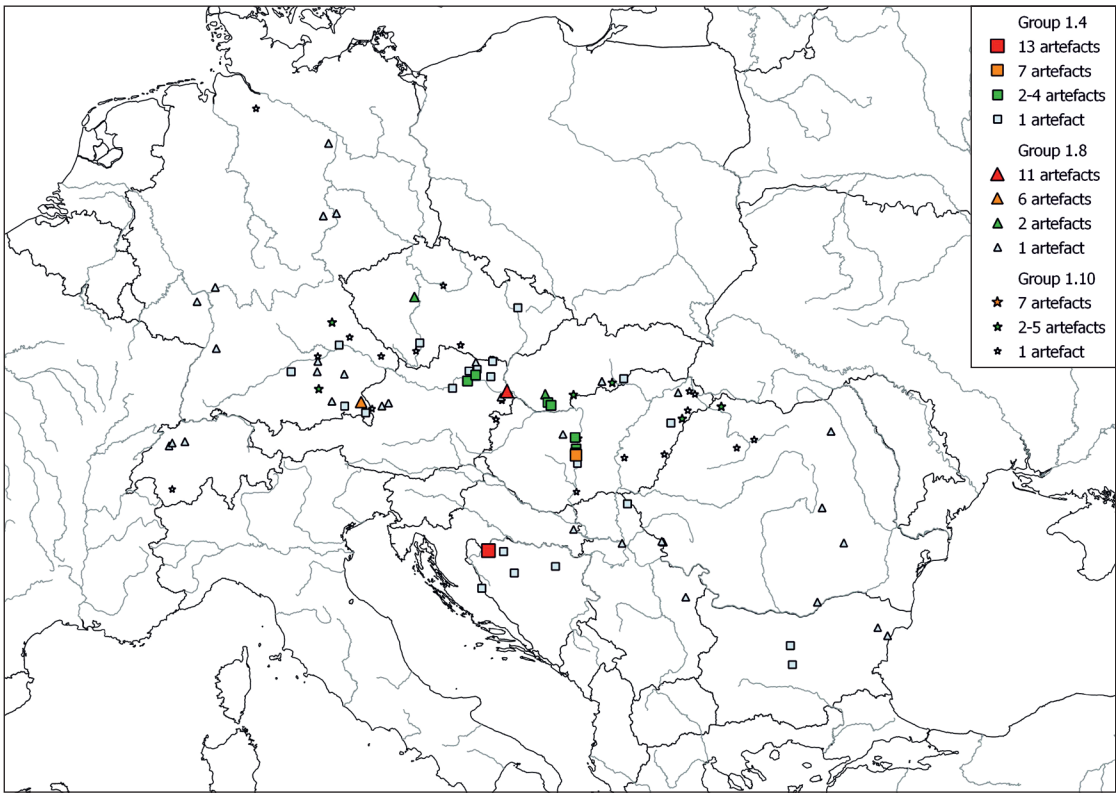 Group 1.4
13 artefacts
7 artefacts
2-4 artefacts
1 artefact
Group 1.8
11 artefacts
6 artefacts
2 artefacts
1 artefact
Group 1.10
7 artefacts
2-5 artefacts
1 artefact